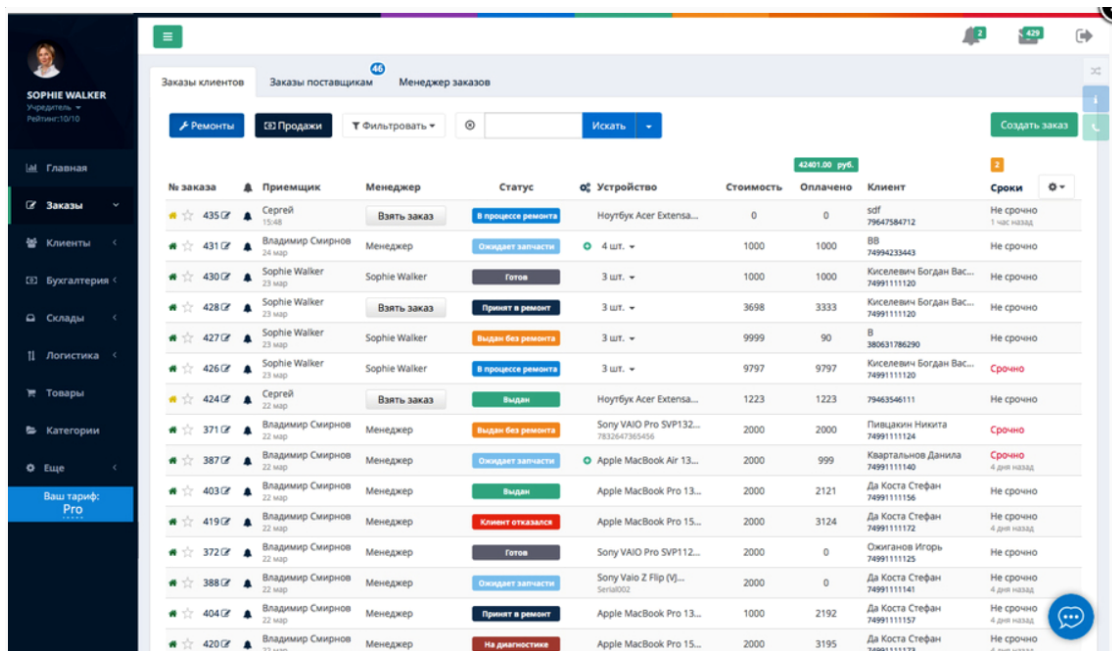 2
429
SOPHIE WALKER
Учредитель
Рейтинг:10/10
Главная
Заказы
Клиенты
Бухгалтерия
Склады
Логистика
Товары
Категории
Еще
Ваш тариф:
Pro
Заказы клиентов Заказы поставщикам 46 Менеджер заказов
Ремонты Продажи Фильтровать Искать Создать заказ
42401.00 руб. 2
№ заказа Приемщик Менеджер Статус Устройство Стоимость Оплачено Клиент Сроки
435 Сергей Взять заказ В процессе ремонта Ноутбук Acer Extensa... 0 0 sdf Не срочно
15:48 79647584712 1 час назад
431 Владимир Смирнов Менеджер Ожидает запчасти 4 шт. 1000 1000 ВВ Не срочно
24 мар 74994233443
430 Sophie Walker Sophie Walker Готов 3 шт. 1000 1000 Киселевич Богдан Вас... Не срочно
23 мар 74991111120
428 Sophie Walker Взять заказ Принят в ремонт 3 шт. 3698 3333 Киселевич Богдан Вас... Не срочно
23 мар 74991111120
427 Sophie Walker Sophie Walker Выдан без ремонта 3 шт. 9999 90 В Не срочно
23 мар 380631786290
426 Sophie Walker Sophie Walker В процессе ремонта 3 шт. 9797 9797 Киселевич Богдан Вас... Срочно
23 мар 74991111120
424 Сергей Взять заказ Выдан Ноутбук Acer Extensa... 1223 1223 79463546111 Не срочно
22 мар
371 Владимир Смирнов Менеджер Выдан без ремонта Sony VAIO Pro SVP132... 2000 2000 Пивцакин Никита Срочно
22 мар 7832647365456 74991111124
387 Владимир Смирнов Менеджер Ожидает запчасти Apple MacBook Air 13... 2000 999 Квартальнов Данила Срочно
22 мар 74991111140 4 дня назад
403 Владимир Смирнов Менеджер Выдан Apple MacBook Pro 13... 2000 2121 Да Коста Стефан Не срочно
22 мар 74991111156
419 Владимир Смирнов Менеджер Клиент отказался Apple MacBook Pro 15... 2000 3124 Да Коста Стефан Не срочно
22 мар 74991111172 4 дня назад
372 Владимир Смирнов Менеджер Готов Sony VAIO Pro SVP112... 2000 0 Ожиганов Игорь Не срочно
22 мар 74991111125
388 Владимир Смирнов Менеджер Ожидает запчасти Sony Vaio Z Flip (VJ... 2000 0 Да Коста Стефан Не срочно
22 мар Serial002 74991111141 4 дня назад
404 Владимир Смирнов Менеджер Принят в ремонт Apple MacBook Pro 13... 1000 2192 Да Коста Стефан Не срочно
22 мар 74991111157 4 дня назад
420 Владимир Смирнов Менеджер На диагностике Apple MacBook Pro 15... 2000 3195 Да Коста Стефан Не срочно